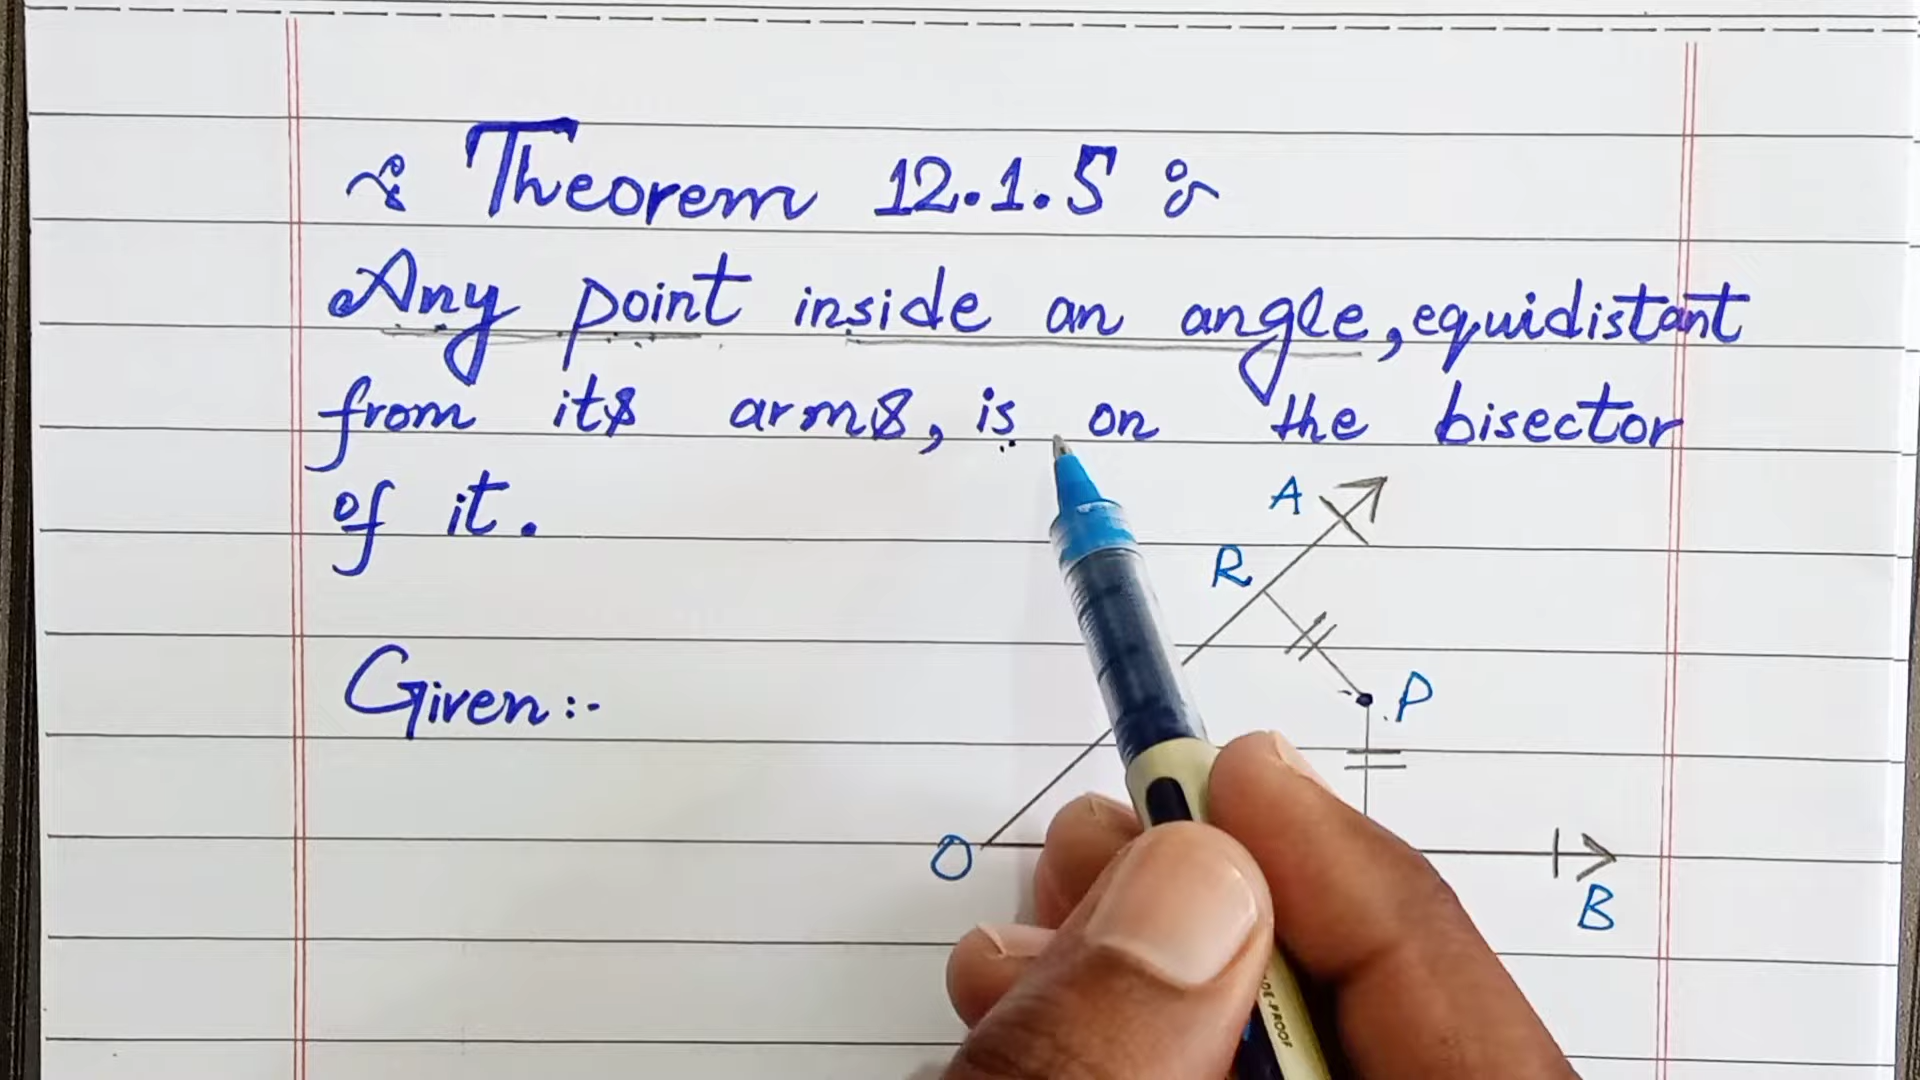 Theorem 12.1.5
Any point inside an angle, equidistant
from its arms, is on the bisector
of it.
A
R
Given:-
P
O
B